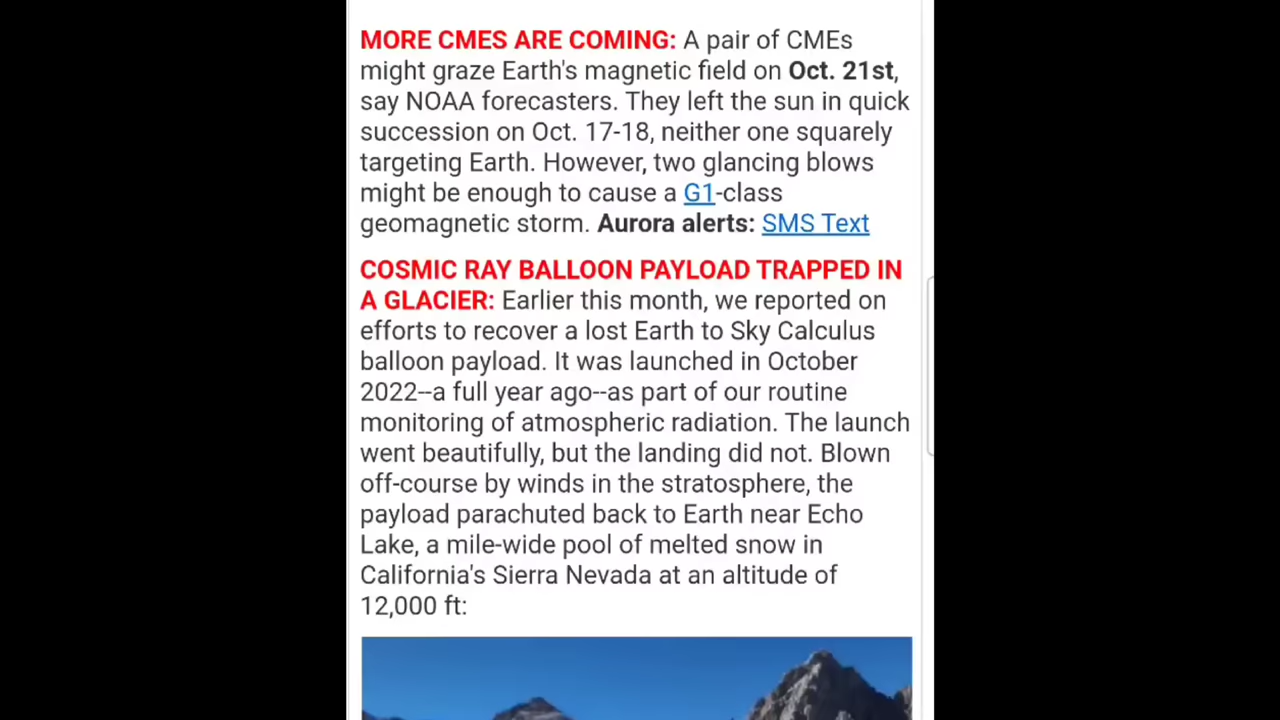 MORE CMES ARE COMING: A pair of CMEs
might graze Earth's magnetic field on Oct. 21st,
say NOAA forecasters. They left the sun in quick
succession on Oct. 17-18, neither one squarely
targeting Earth. However, two glancing blows
might be enough to cause a G1-class
geomagnetic storm. Aurora alerts: SMS Text
COSMIC RAY BALLOON PAYLOAD TRAPPED IN
A GLACIER: Earlier this month, we reported on
efforts to recover a lost Earth to Sky Calculus
balloon payload. It was launched in October
2022--a full year ago--as part of our routine
monitoring of atmospheric radiation. The launch
went beautifully, but the landing did not. Blown
off-course by winds in the stratosphere, the
payload parachuted back to Earth near Echo
Lake, a mile-wide pool of melted snow in
California's Sierra Nevada at an altitude of
12,000 ft: